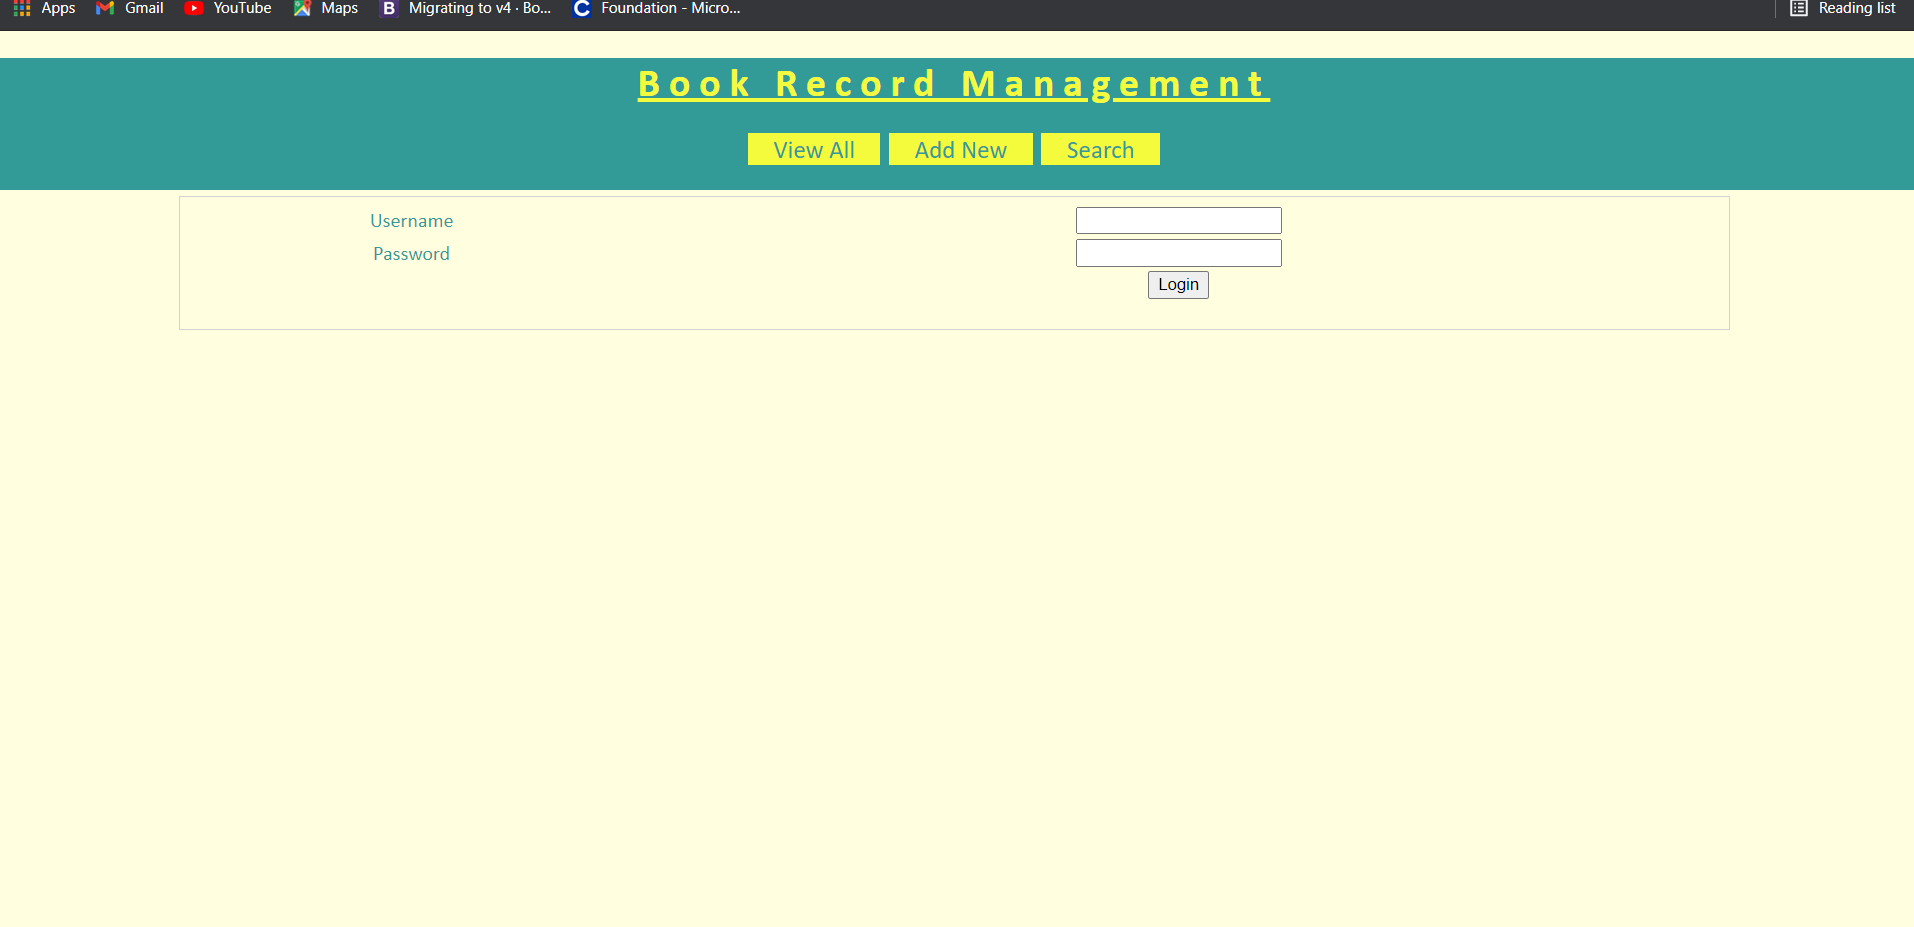 Apps Gmail YouTube Maps B Migrating to v4 · Bo... C Foundation - Micro... Reading list
Book Record Management
View All Add New Search
Username
Password
Login